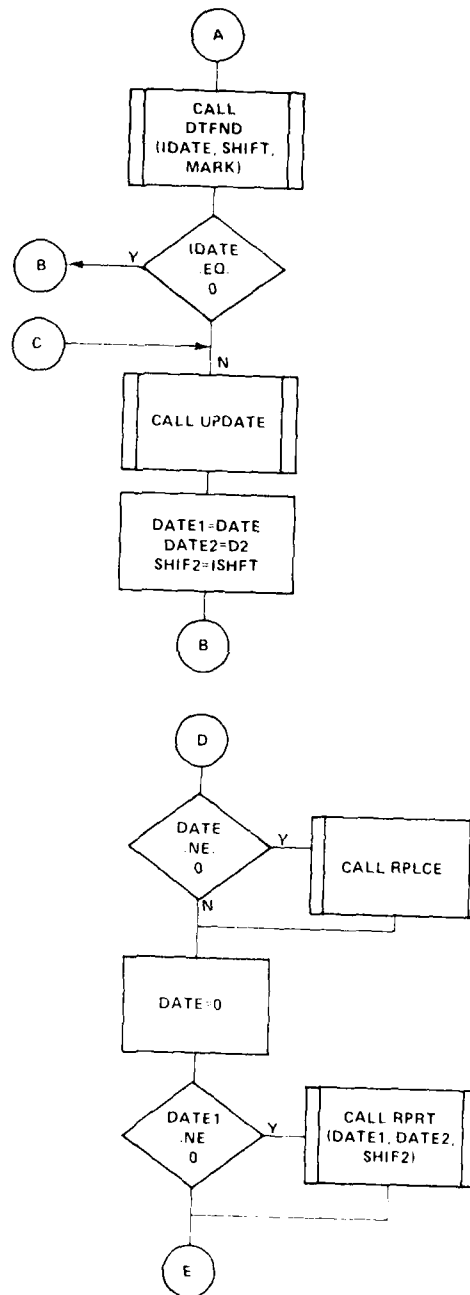 A
CALL
DTFND
(IDATE, SHIFT,
MARK)
IDATE
.EQ.
0
Y
B
C
N
CALL UPDATE
DATE1=DATE
DATE2=D2
SHIF2=ISHFT
B
D
DATE
.NE.
0
Y
CALL RPLCE
N
DATE=0
DATE1
.NE
0
Y
CALL RPRT
(DATE1, DATE2,
SHIF2)
E